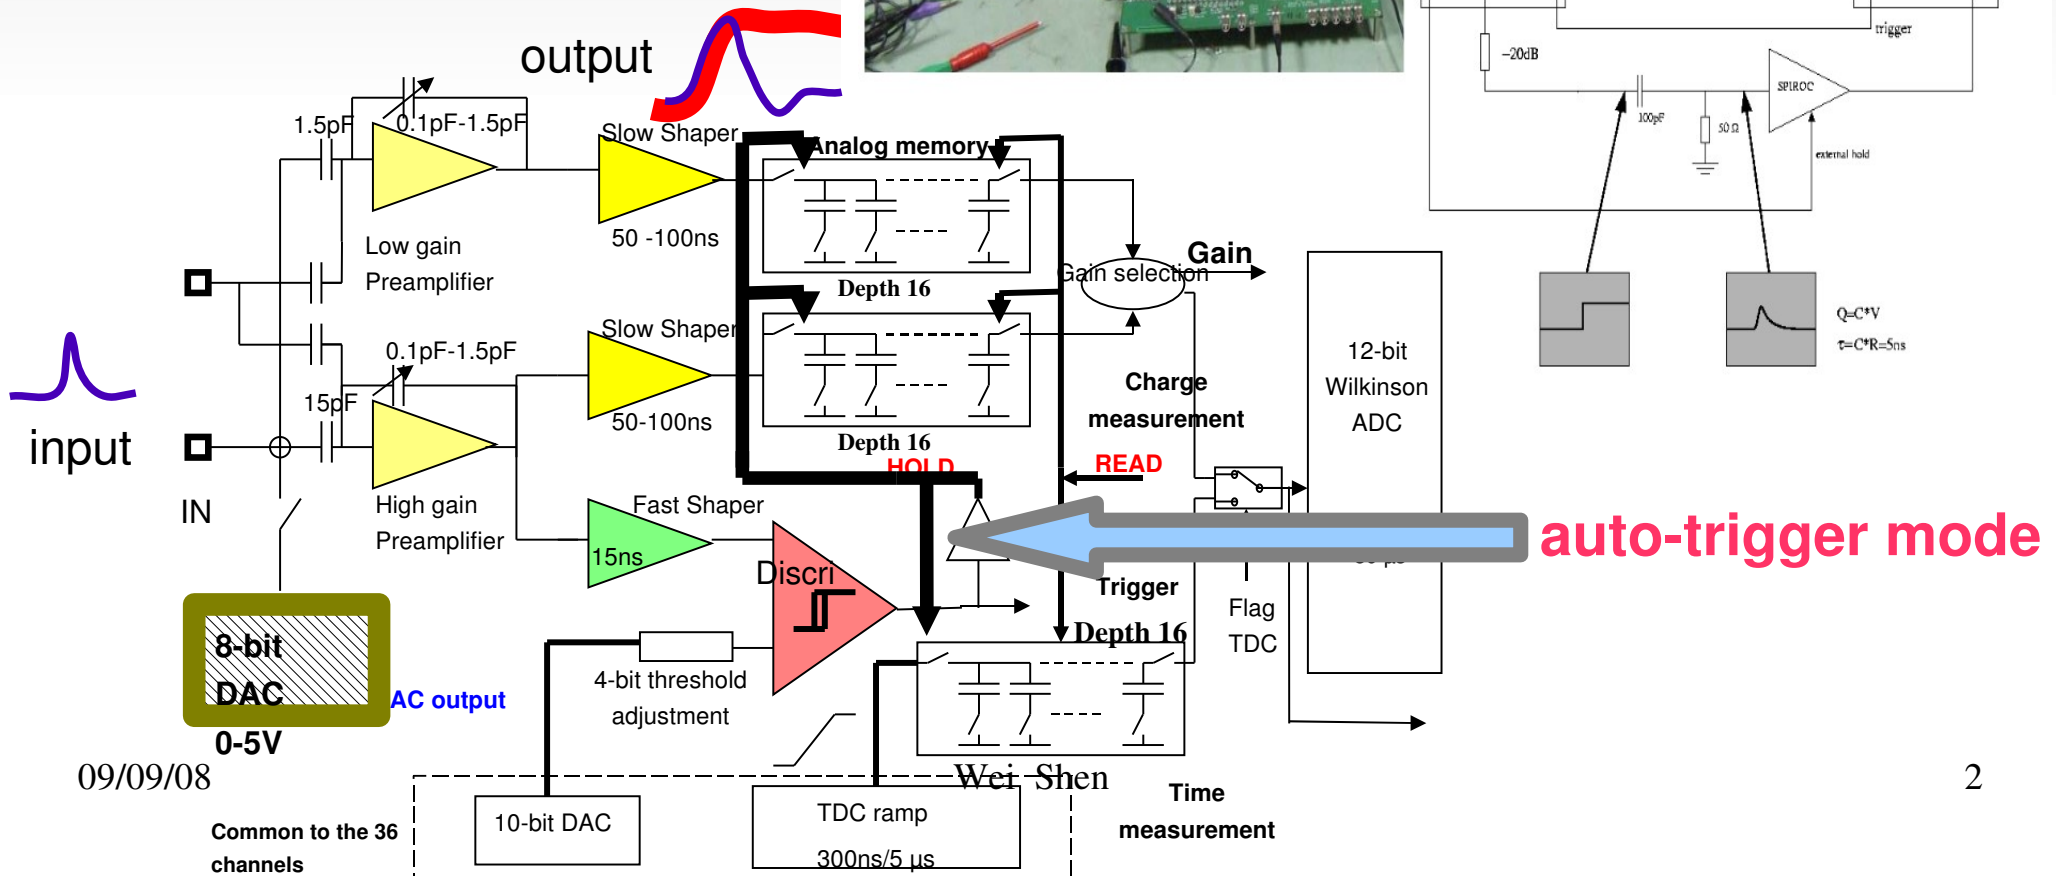 output
trigger
-20dB
SPIROC
100pF
50 Ω
external hold
Q=C*V
τ=C*R=5ns
1.5pF
0.1pF-1.5pF
Slow Shaper
Analog memory
50 -100ns
Low gain
Preamplifier
Depth 16
Gain
Gain selection
Slow Shaper
0.1pF-1.5pF
15pF
50-100ns
Depth 16
Charge
measurement
12-bit
Wilkinson
ADC
input
IN
HOLD
READ
High gain
Preamplifier
Fast Shaper
15ns
Discri
auto-trigger mode
Trigger
Flag
TDC
Depth 16
8-bit
DAC
0-5V
AC output
4-bit threshold
adjustment
09/09/08
Wei Shen
2
Time
measurement
Common to the 36
channels
10-bit DAC
TDC ramp
300ns/5 µs